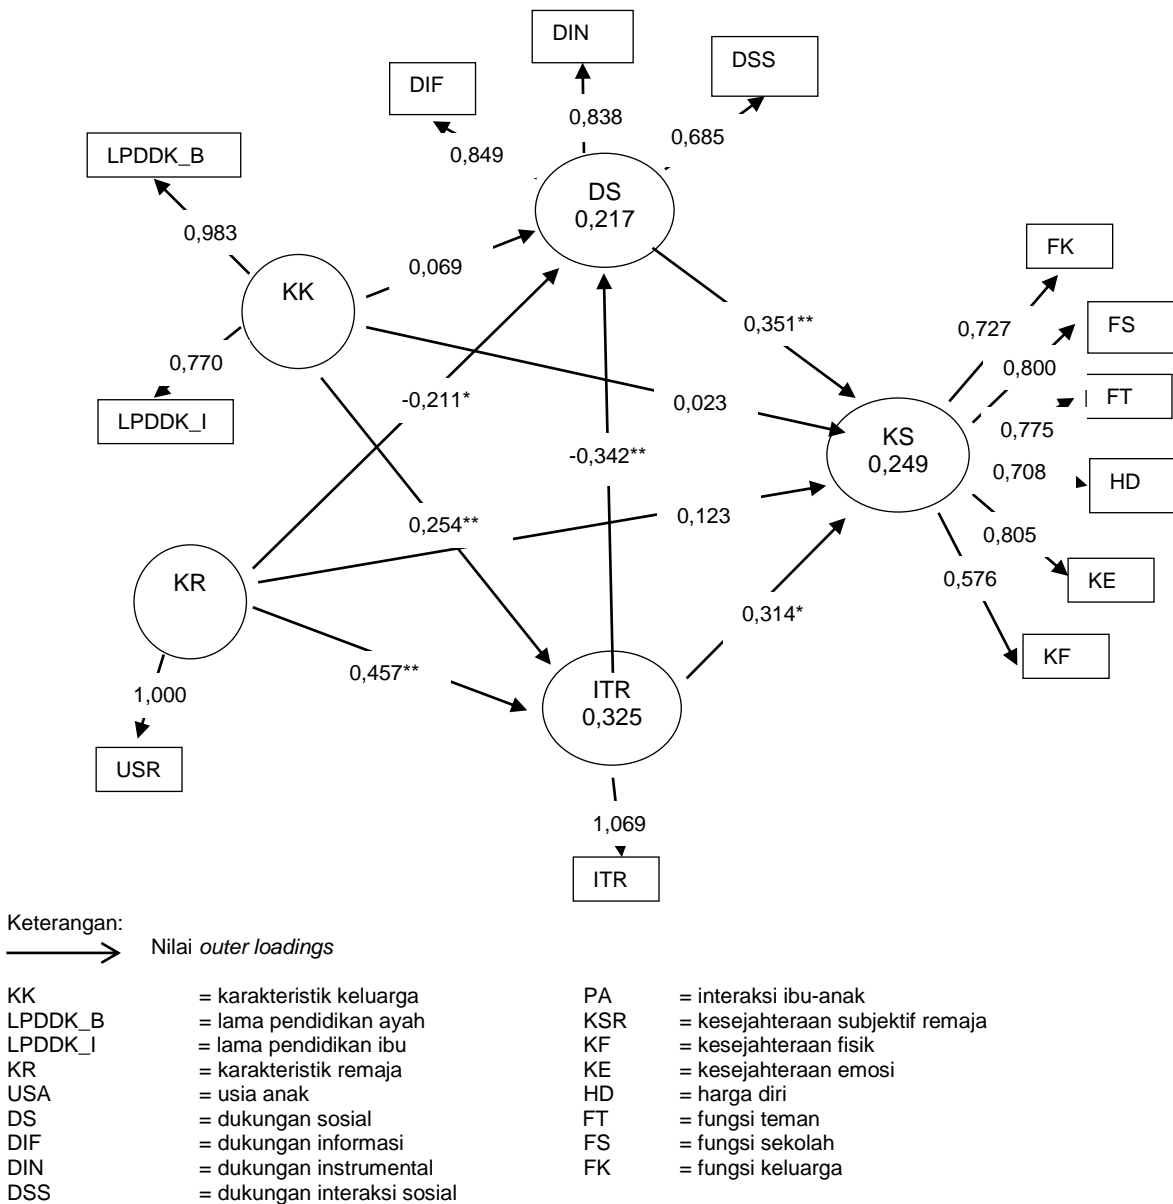 DIN
DSS
DIF
0,838
0,685
LPDDK_B
0,849
DS
0,217
0,983
FK
0,069
KK
0,351**
0,727
FS
0,770
0,800
-0,211*
0,023
FT
LPDDK_I
0,775
KS
0,249
-0,342**
0,708
HD
0,254**
0,123
0,805
KR
0,576
KE
0,314*
0,457**
KF
1,000
ITR
0,325
USR
1,069
ITR
Keterangan:
Nilai outer loadings
KK = karakteristik keluarga
LPDDK_B = lama pendidikan ayah
LPDDK_I = lama pendidikan ibu
KR = karakteristik remaja
USA = usia anak
DS = dukungan sosial
DIF = dukungan informasi
DIN = dukungan instrumental
DSS = dukungan interaksi sosial
PA = interaksi ibu-anak
KSR = kesejahteraan subjektif remaja
KF = kesejahteraan fisik
KE = kesejahteraan emosi
HD = harga diri
FT = fungsi teman
FS = fungsi sekolah
FK = fungsi keluarga